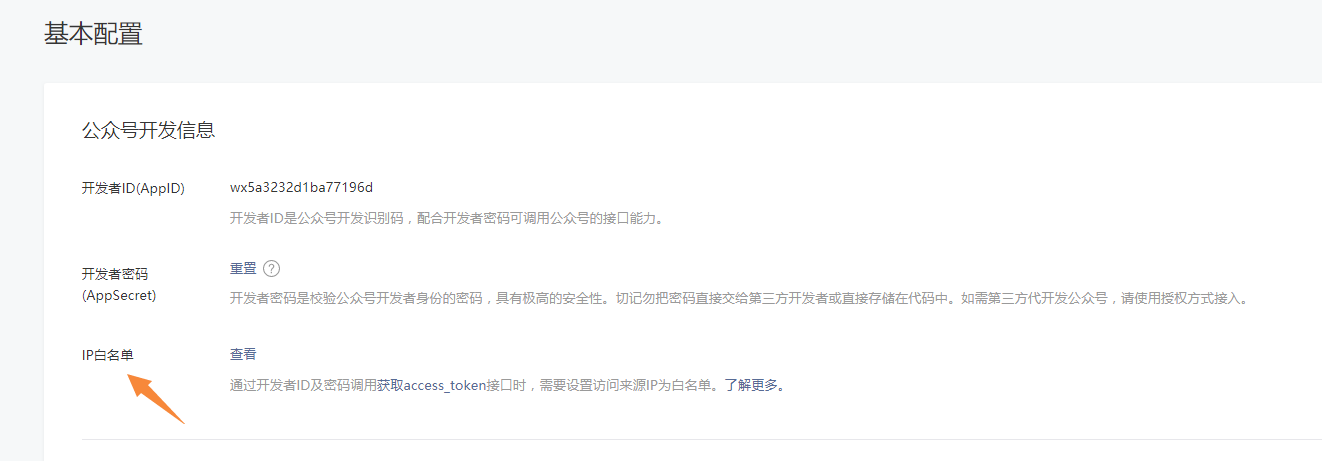 基本配置
公众号开发信息
开发者ID(AppID)
wx5a3232d1ba77196d
开发者ID是公众号开发识别码，配合开发者密码可调用公众号的接口能力。
开发者密码
(AppSecret)
重置 ?
开发者密码是校验公众号开发者身份的密码，具有极高的安全性。切记勿把密码直接交给第三方开发者或直接存储在代码中。如需第三方代开发公众号，请使用授权方式接入。
IP白名单
查看
通过开发者ID及密码调用获取access_token接口时，需要设置访问来源IP为白名单。了解更多。